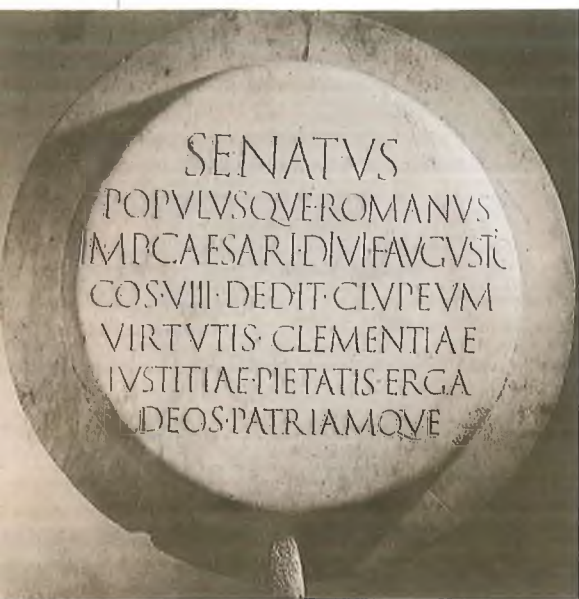 SENATVS
POPVLVSQVE·ROMANVS
IMP·CAESARI·DIVI·F·AVGVSTO
COS·VIII·DEDIT·CLVPEVM
VIRTVTIS·CLEMENTIAE
IVSTITIAE·PIETATIS·ERGA
DEOS·PATRIAMQVE